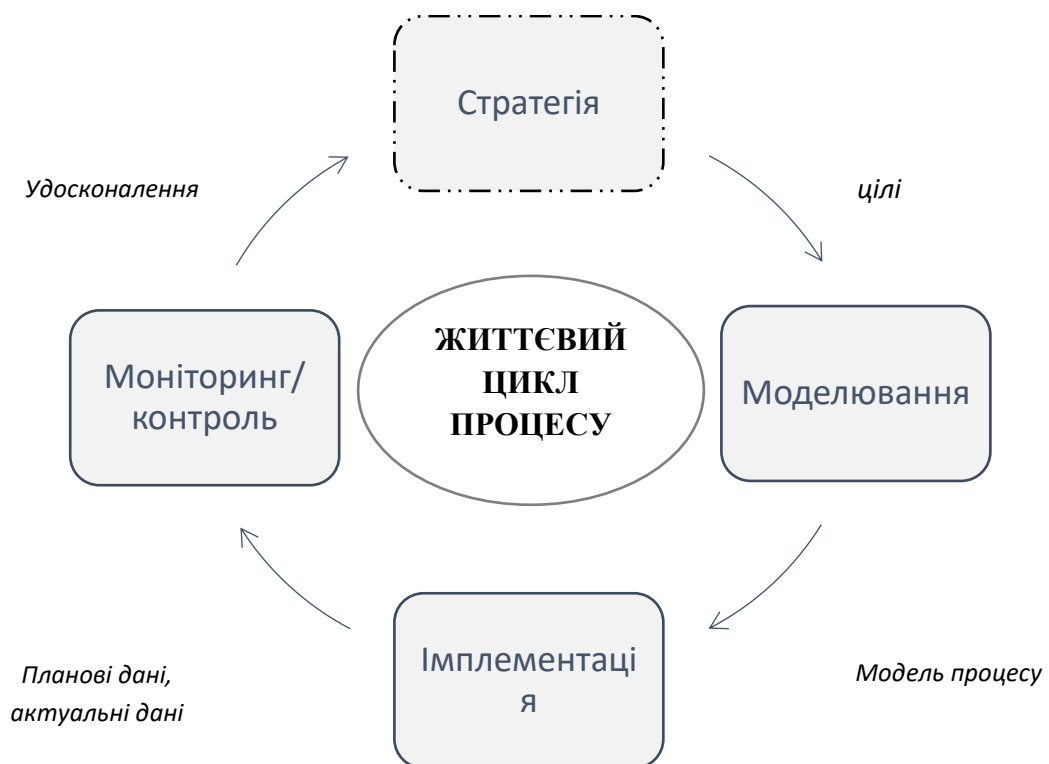 Стратегія
Удосконалення
цілі
Моніторинг/
контроль
ЖИТТЄВИЙ
ЦИКЛ
ПРОЦЕСУ
Моделювання
Імплементаці
я
Планові дані,
актуальні дані
Модель процесу